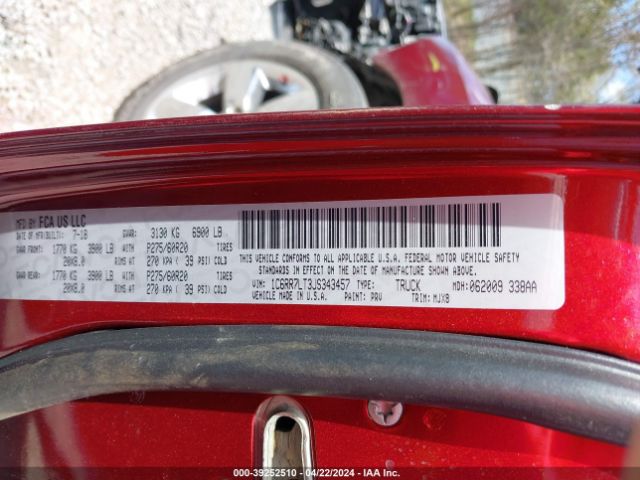 MFD BY FCA US LLC
DATE OF MFR/BUILD: 7-18 GVWR: 3130 KG 6900 LB
GAWR FRONT: 1770 KG 3900 LB WITH P275/60R20 TIRES
20X8.0 RIMS AT 270 KPA ( 39 PSI) COLD
GAWR REAR: 1770 KG 3900 LB WITH P275/60R20 TIRES
20X8.0 RIMS AT 270 KPA ( 39 PSI) COLD
THIS VEHICLE CONFORMS TO ALL APPLICABLE U.S.A. FEDERAL MOTOR VEHICLE SAFETY
STANDARDS IN EFFECT ON THE DATE OF MANUFACTURE SHOWN ABOVE.
VIN: 1C6RR7LT3JS343457 TYPE: TRUCK MDH: 062009 338AA
VEHICLE MADE IN U.S.A. PAINT: PRV TRIM: MJX8
000-39252510 - 04/22/2024 - IAA Inc.